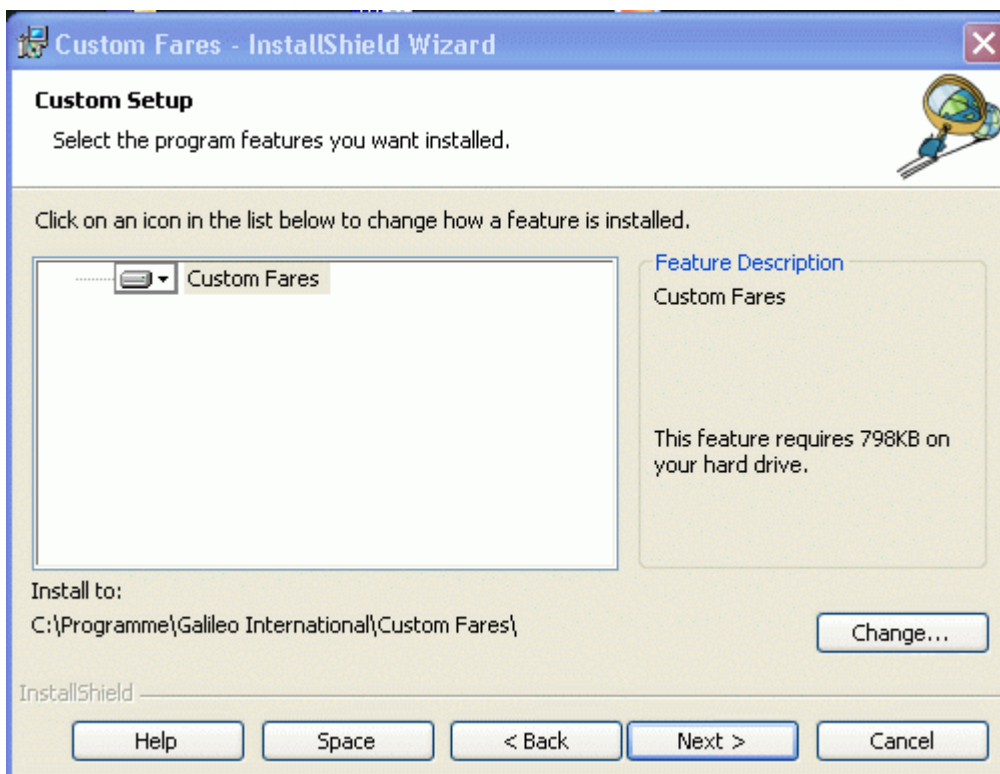 Custom Fares - InstallShield Wizard
Custom Setup
Select the program features you want installed.
Click on an icon in the list below to change how a feature is installed.
Custom Fares
Feature Description
Custom Fares
This feature requires 798KB on
your hard drive.
Install to:
C:\Programme\Galileo International\Custom Fares\
Change...
InstallShield
Help
Space
< Back
Next >
Cancel